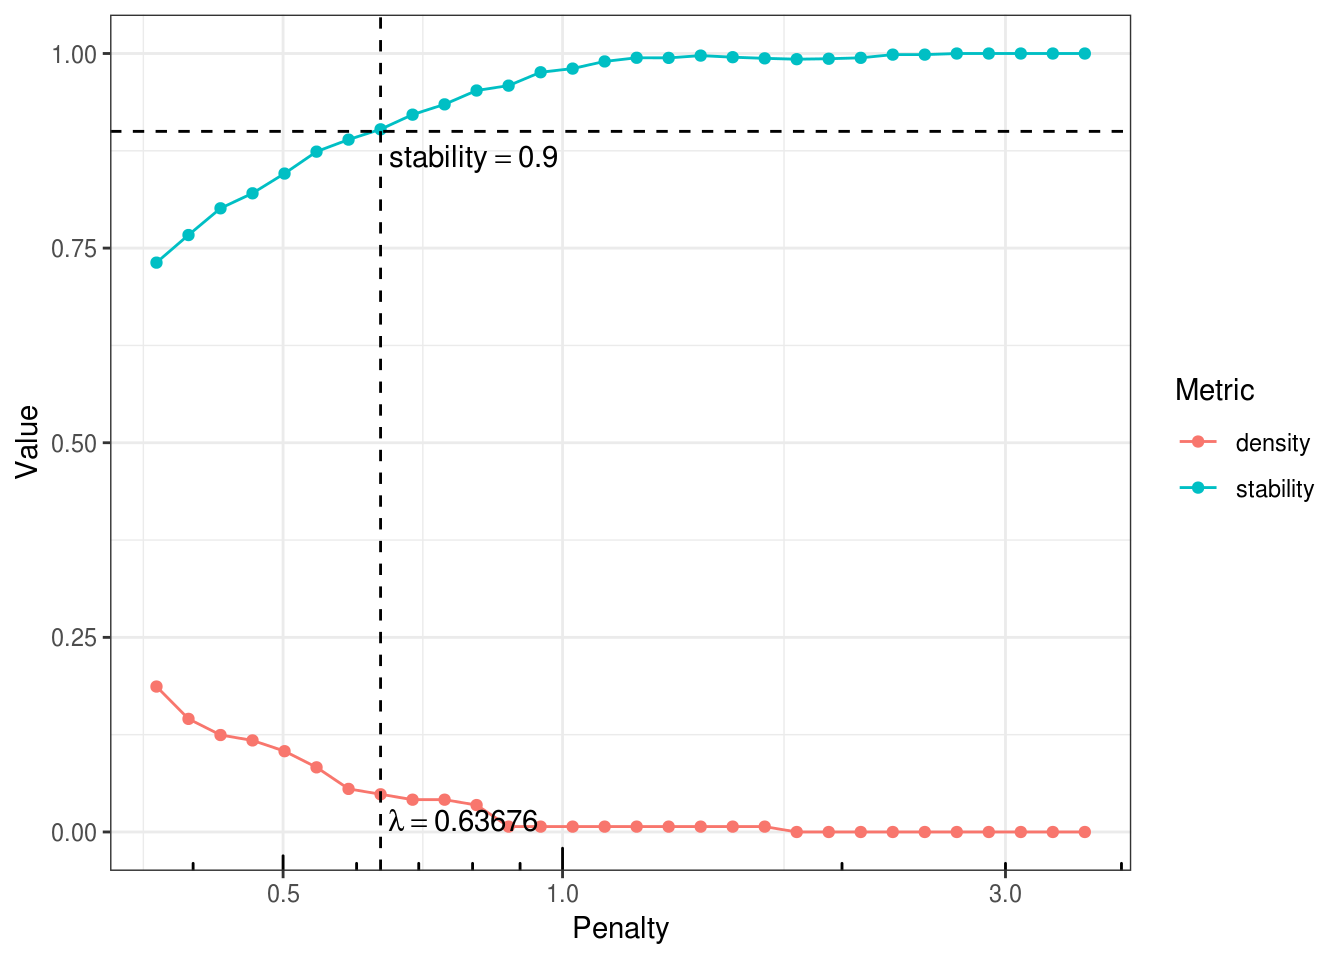 1.00
0.75
0.50
0.25
0.00
Value
stability = 0.9
λ = 0.63676
0.5
1.0
3.0
Penalty
Metric
density
stability